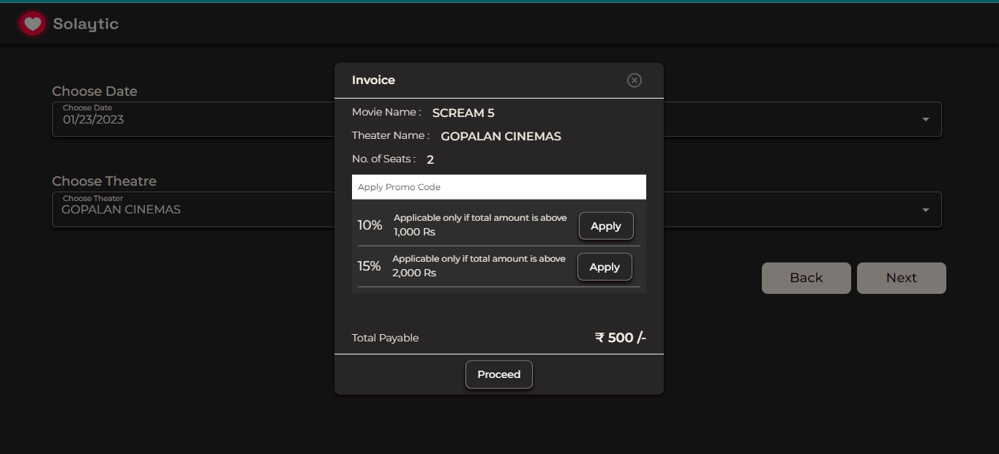 Solaytic
Choose Date
Choose Date
01/23/2023
Choose Theatre
Choose Theater
GOPALAN CINEMAS
Back Next
Invoice
Movie Name : SCREAM 5
Theater Name : GOPALAN CINEMAS
No. of Seats : 2
Apply Promo Code
10% Applicable only if total amount is above
1,000 Rs
Apply
15% Applicable only if total amount is above
2,000 Rs
Apply
Total Payable ₹ 500 /-
Proceed